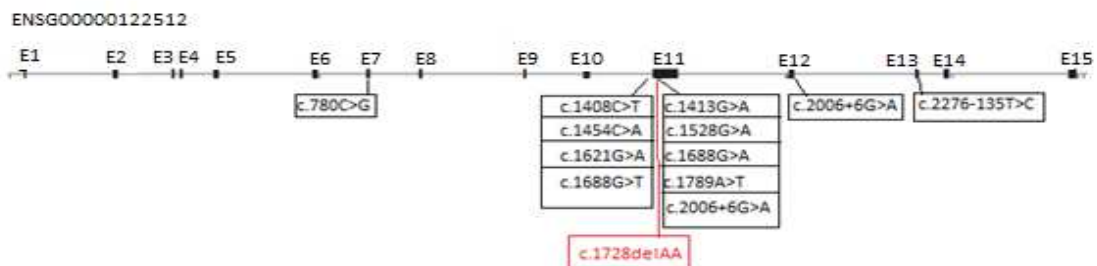 ENSG00000122512
E1 E2 E3 E4 E5 E6 E7 E8 E9 E10 E11 E12 E13 E14 E15
c.780C>G
c.1408C>T
c.1454C>A
c.1621G>A
c.1688G>T
c.1413G>A
c.1528G>A
c.1688G>A
c.1789A>T
c.2006+6G>A
c.2006+6G>A
c.2276-135T>C
c.1728delAA